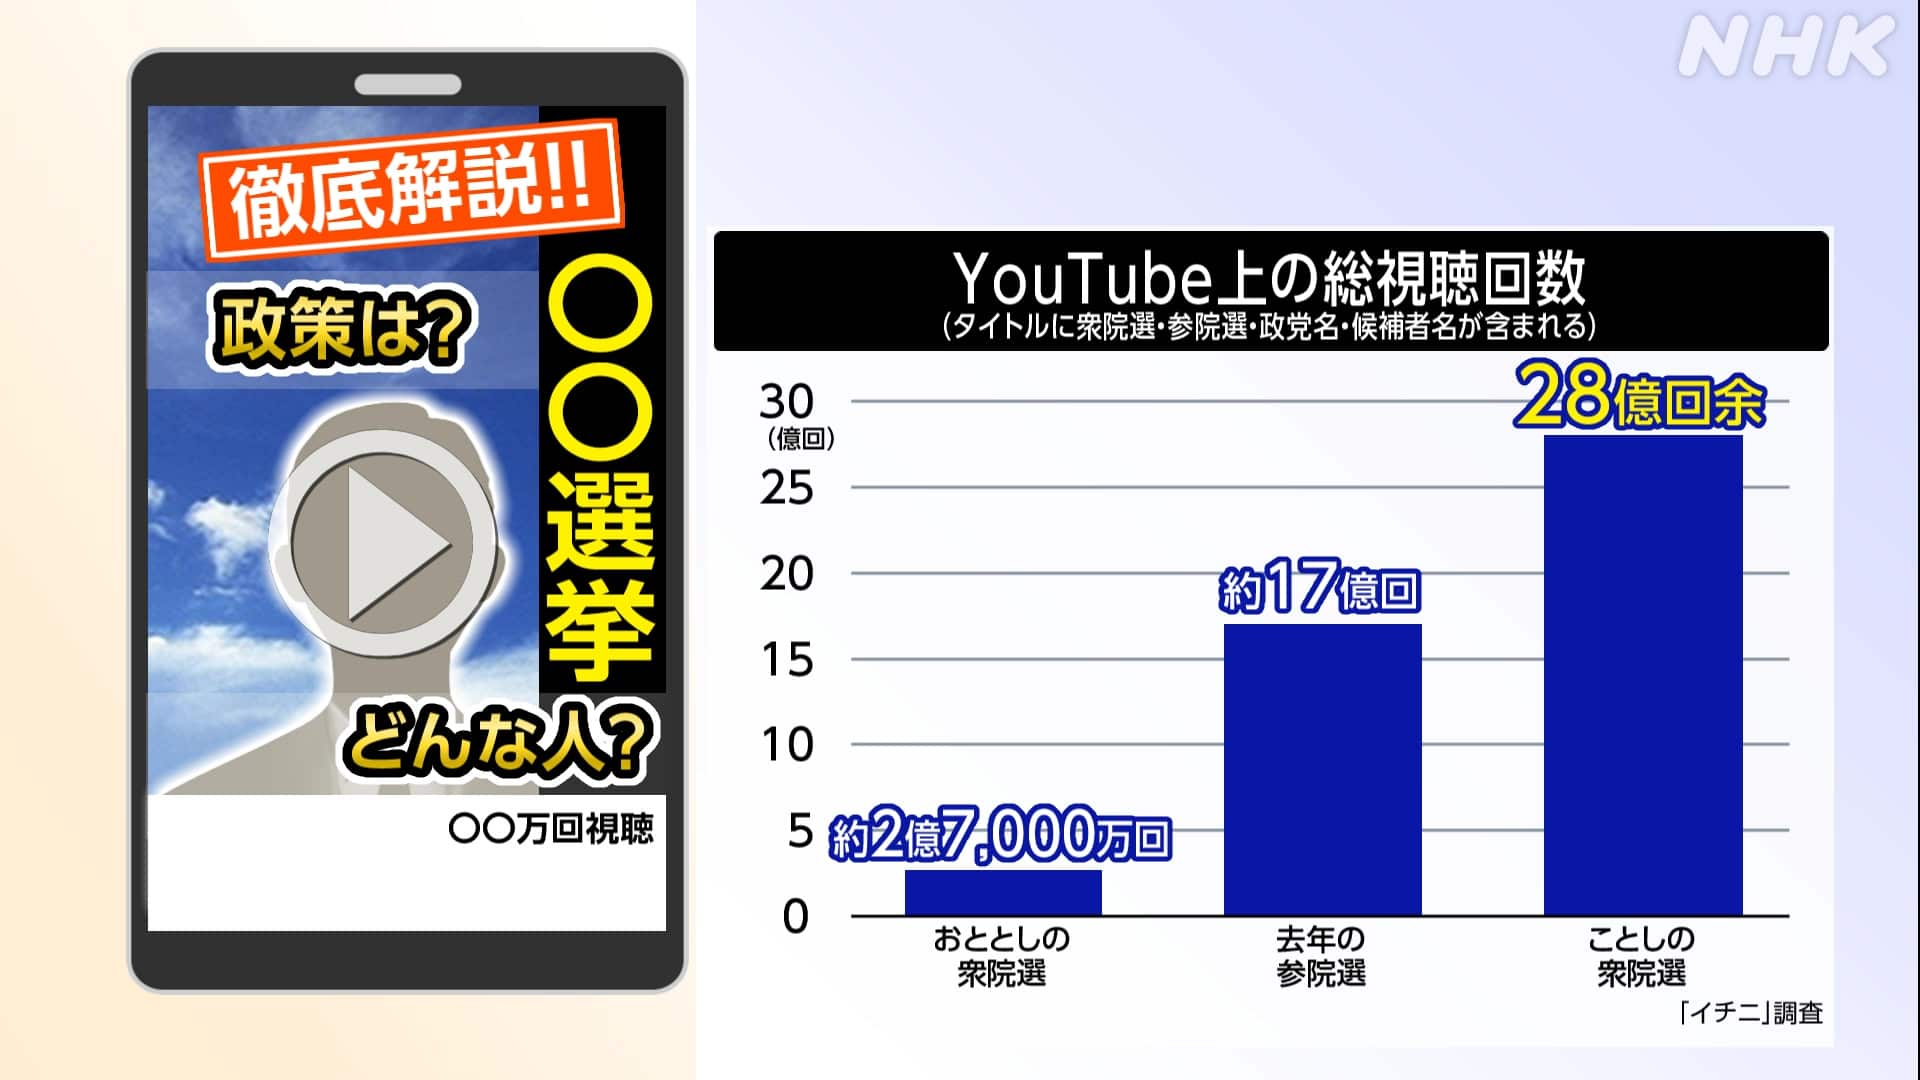 NHK
徹底解説!!
政策は?
〇〇選挙
どんな人?
〇〇万回視聴
YouTube上の総視聴回数
(タイトルに衆院選・参院選・政党名・候補者名が含まれる)
30
(億回)
25
20
15
10
5
0
約2億7,000万回
約17億回
28億回余
おととしの
衆院選
去年の
参院選
ことしの
衆院選
「イチニ」調査